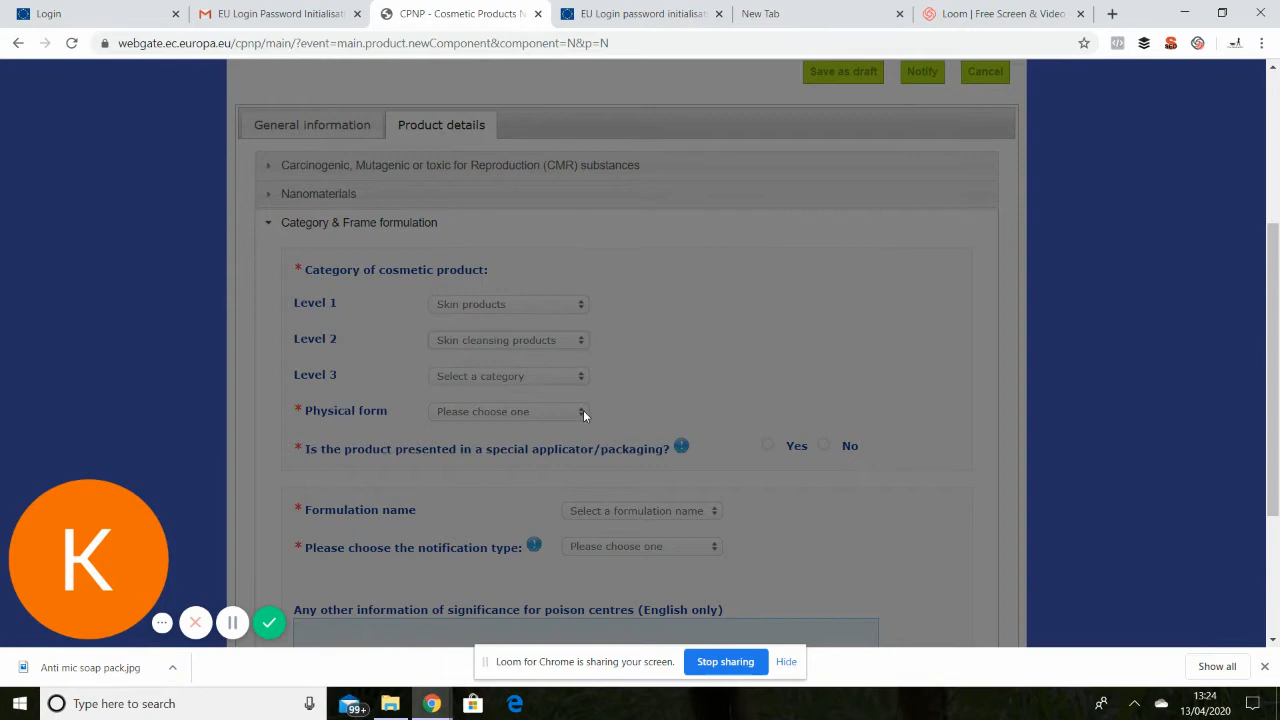 Login
EU Login Password Initialisati
CPNP - Cosmetic Products N
EU Login password initialisat
New Tab
Loom | Free Screen & Video
webgate.ec.europa.eu/cpnp/main/?event=main.product.newComponent&component=N&p=N
Save as draft
Notify
Cancel
General information
Product details
Carcinogenic, Mutagenic or toxic for Reproduction (CMR) substances
Nanomaterials
Category & Frame formulation
* Category of cosmetic product:
Level 1 Skin products
Level 2 Skin cleansing products
Level 3 Select a category
* Physical form Please choose one
* Is the product presented in a special applicator/packaging? Yes No
* Formulation name Select a formulation name
* Please choose the notification type: Please choose one
Any other information of significance for poison centres (English only)
K
Loom for Chrome is sharing your screen.
Stop sharing
Hide
Anti mic soap pack.jpg
Show all
Type here to search
99+
13:24
13/04/2020